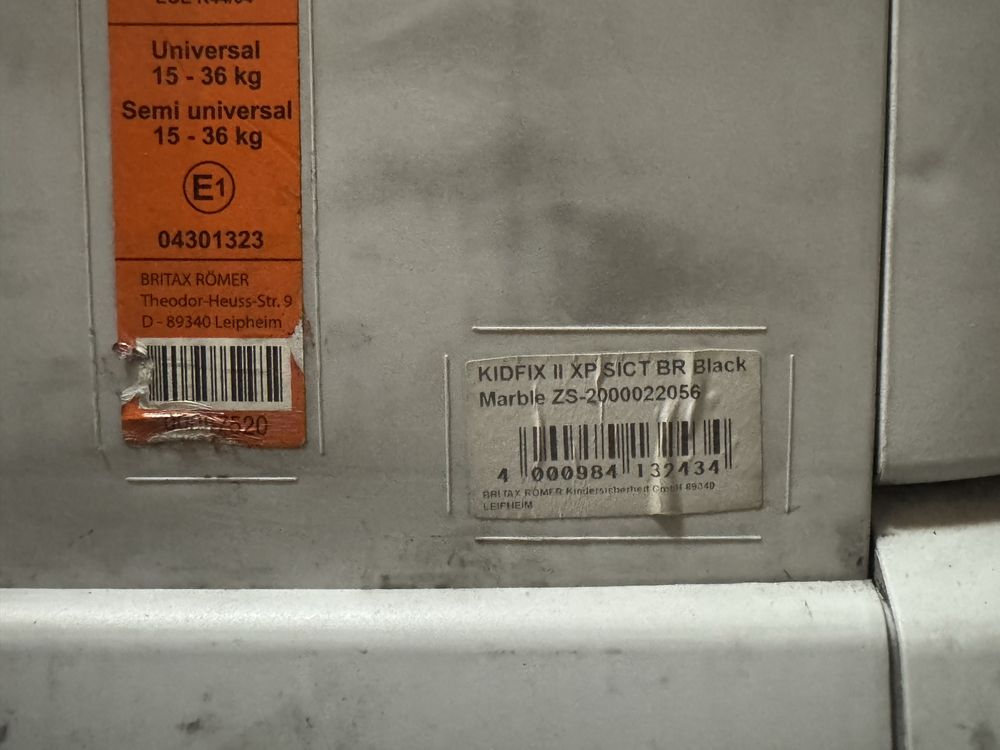 Universal
15 - 36 kg
Semi universal
15 - 36 kg
E1
04301323
BRITAX RÖMER
Theodor-Heuss-Str. 9
D - 89340 Leipheim
KIDFIX II XP SICT BR Black
Marble ZS-2000022056
4 000984 132434
BRITAX RÖMER Kindersicherheit GmbH 89340
LEIPHEIM